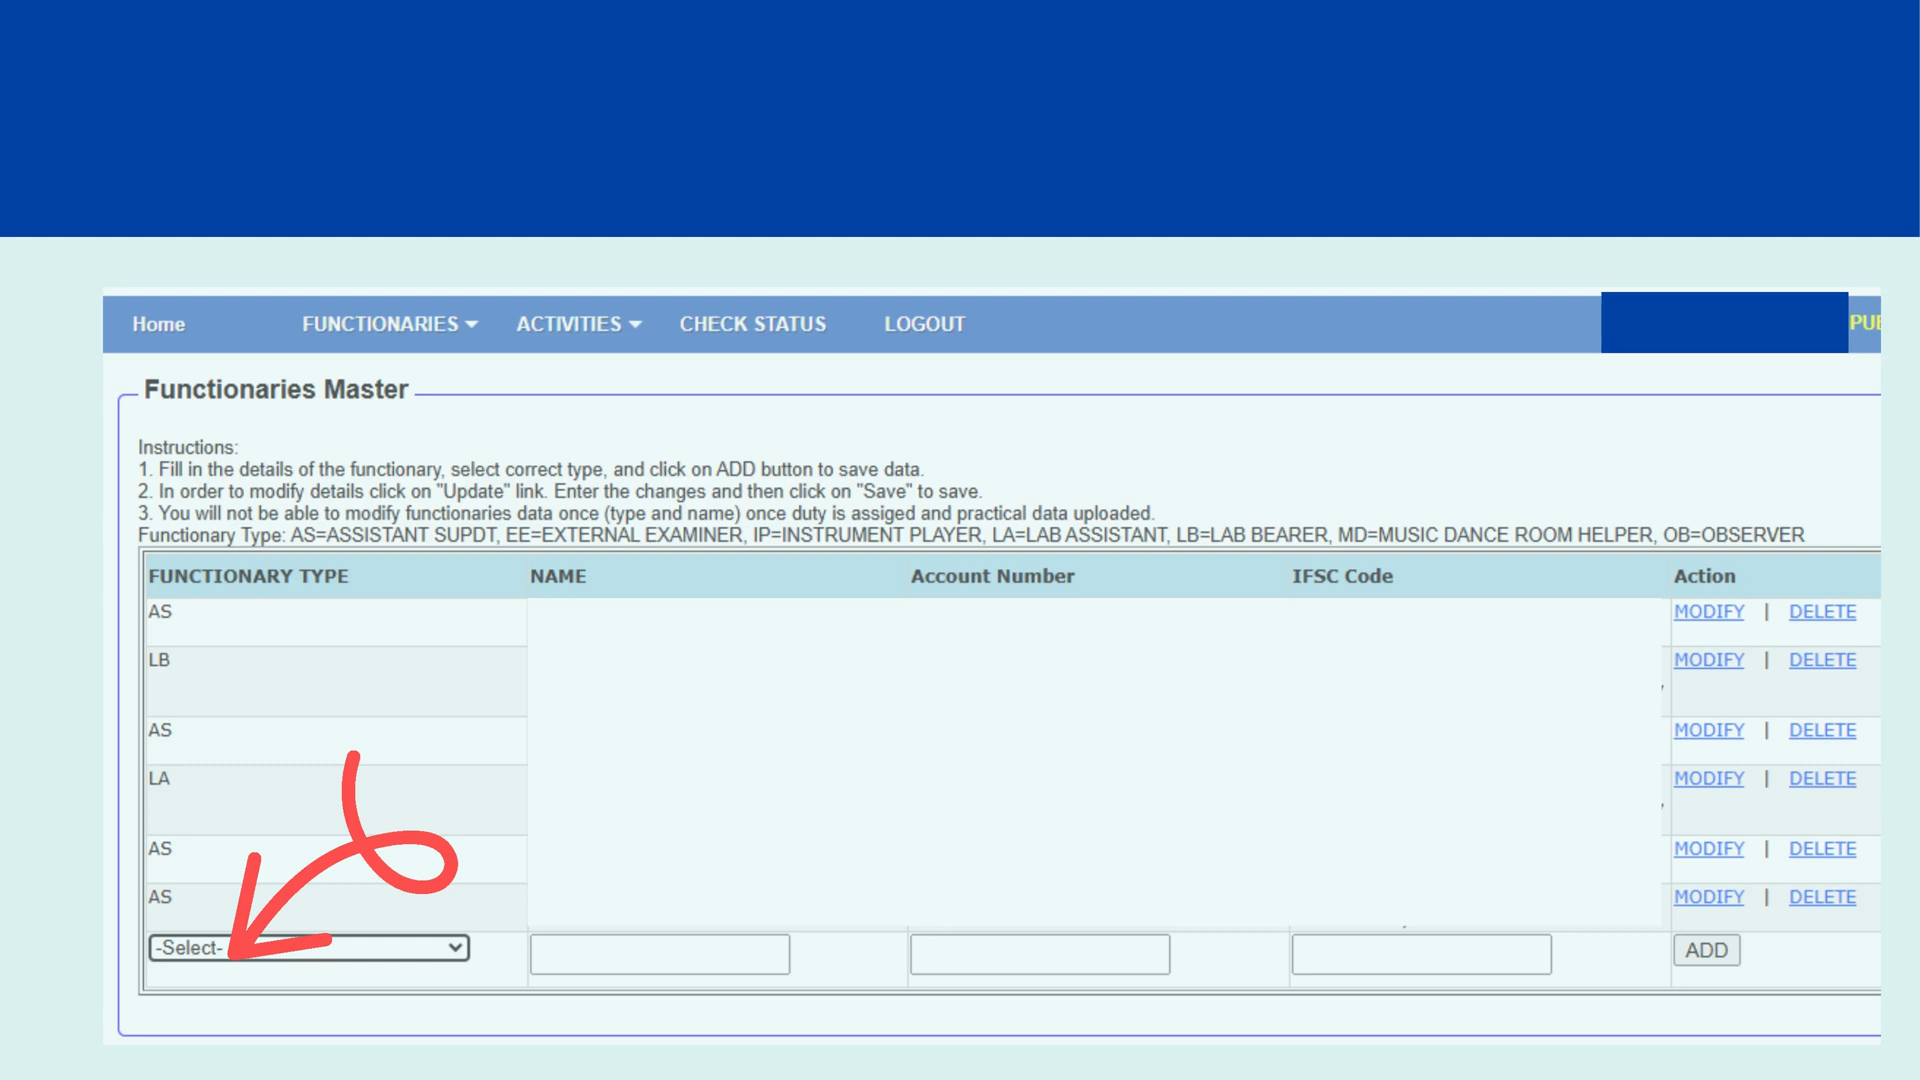 Home FUNCTIONARIES ACTIVITIES CHECK STATUS LOGOUT
Functionaries Master
Instructions:
1. Fill in the details of the functionary, select correct type, and click on ADD button to save data.
2. In order to modify details click on "Update" link. Enter the changes and then click on "Save" to save.
3. You will not be able to modify functionaries data once (type and name) once duty is assiged and practical data uploaded.
Functionary Type: AS=ASSISTANT SUPDT, EE=EXTERNAL EXAMINER, IP=INSTRUMENT PLAYER, LA=LAB ASSISTANT, LB=LAB BEARER, MD=MUSIC DANCE ROOM HELPER, OB=OBSERVER
FUNCTIONARY TYPE NAME Account Number IFSC Code Action
AS MODIFY | DELETE
LB MODIFY | DELETE
AS MODIFY | DELETE
LA MODIFY | DELETE
AS MODIFY | DELETE
AS MODIFY | DELETE
-Select- ADD